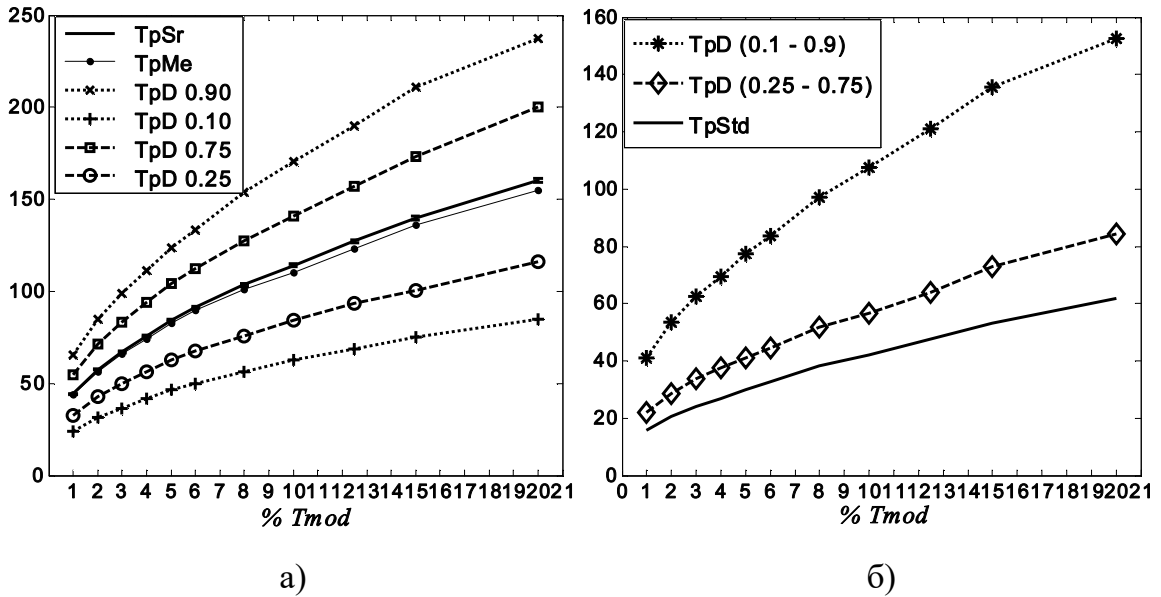 250
200
150
100
50
0
TpSr
TpMe
TpD 0.90
TpD 0.10
TpD 0.75
TpD 0.25
1 2 3 4 5 6 7 8 9 10 11 12 13 14 15 16 17 18 19 20 21
% Tmod
а)
160
140
120
100
80
60
40
20
0
TpD (0.1 - 0.9)
TpD (0.25 - 0.75)
TpStd
0 1 2 3 4 5 6 7 8 9 10 11 12 13 14 15 16 17 18 19 20 21
% Tmod
б)